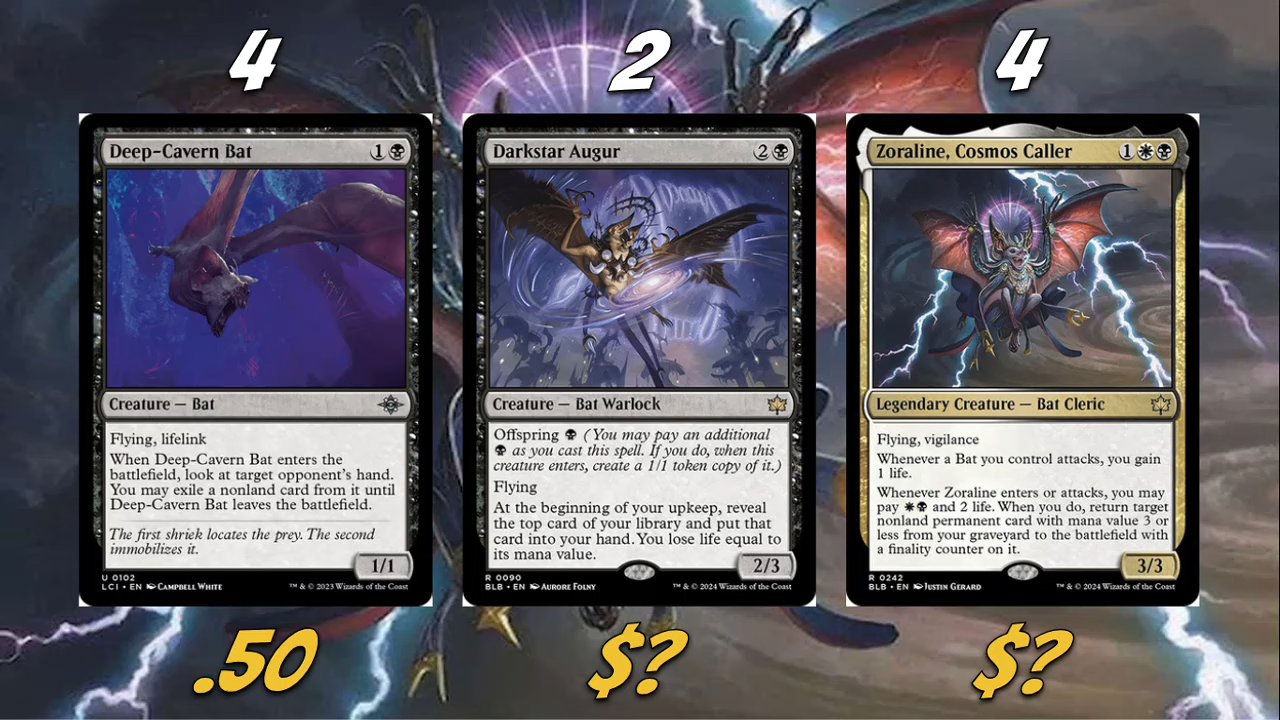 4
2
4
Deep-Cavern Bat 1
Creature — Bat
Flying, lifelink
When Deep-Cavern Bat enters the
battlefield, look at target opponent's hand.
You may exile a nonland card from it until
Deep-Cavern Bat leaves the battlefield.
The first shriek locates the prey. The second
immobilizes it.
1/1
U 0102
LCI • EN CAMPBELL WHITE
™ & © 2023 Wizards of the Coast
Darkstar Augur 2
Creature — Bat Warlock
Offspring ( You may pay an additional
as you cast this spell. If you do, when this
creature enters, create a 1/1 token copy of it.)
Flying
At the beginning of your upkeep, reveal
the top card of your library and put that
card into your hand. You lose life equal to
its mana value.
2/3
R 0090
BLB • EN AURORE FOLNY
™ & © 2024 Wizards of the Coast
Zoraline, Cosmos Caller 1
Legendary Creature — Bat Cleric
Flying, vigilance
Whenever a Bat you control attacks, you gain
1 life.
Whenever Zoraline enters or attacks, you may
pay and 2 life. When you do, return target
nonland permanent card with mana value 3 or
less from your graveyard to the battlefield with
a finality counter on it.
3/3
R 0242
BLB • EN JUSTIN GERARD
™ & © 2024 Wizards of the Coast
.50
$?
$?